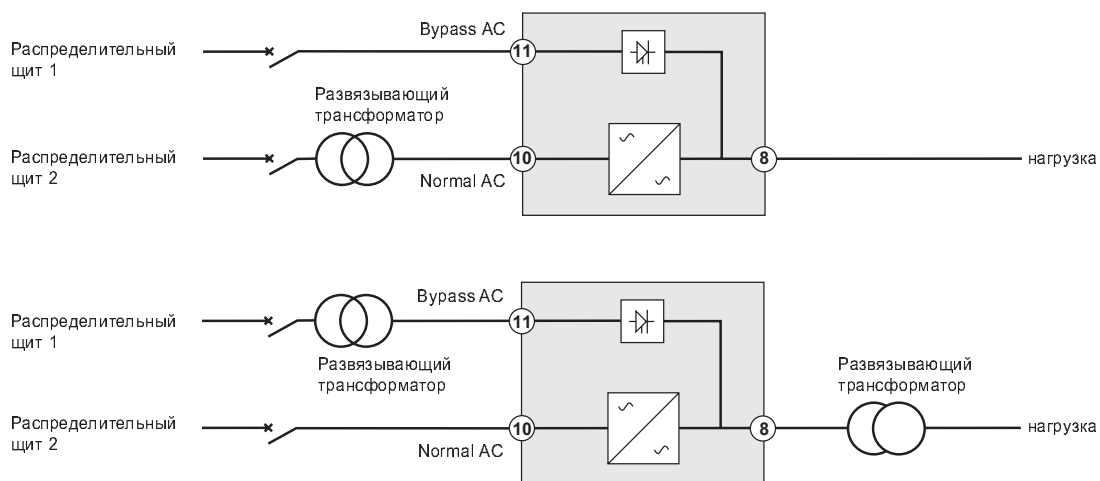 Bypass AC
Распределительный
щит 1
11
Развязывающий
трансформатор
Распределительный
щит 2
10
8
нагрузка
Normal AC
Bypass AC
Распределительный
щит 1
11
Развязывающий
трансформатор
Развязывающий
трансформатор
Распределительный
щит 2
10
8
нагрузка
Normal AC